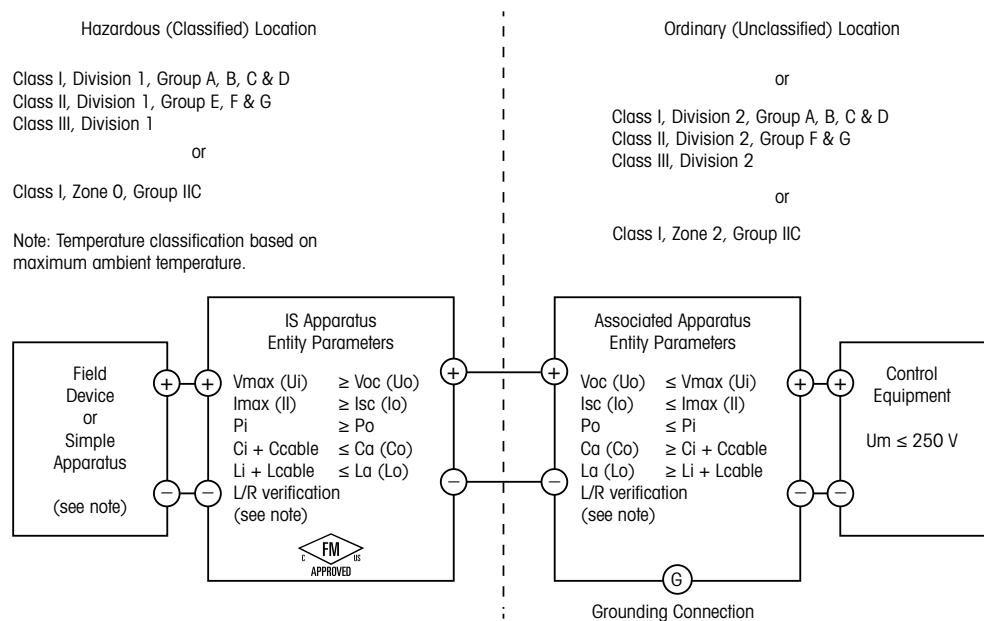 Hazardous (Classified) Location
Class I, Division 1, Group A, B, C & D
Class II, Division 1, Group E, F & G
Class III, Division 1
or
Class I, Zone 0, Group IIC
Note: Temperature classification based on
maximum ambient temperature.
Ordinary (Unclassified) Location
or
Class I, Division 2, Group A, B, C & D
Class II, Division 2, Group F & G
Class III, Division 2
or
Class I, Zone 2, Group IIC
Field
Device
or
Simple
Apparatus
(see note)
+
−
+
−
IS Apparatus
Entity Parameters
Vmax (Ui) ≥ Voc (Uo)
Imax (II) ≥ Isc (Io)
Pi ≥ Po
Ci + Ccable ≤ Ca (Co)
Li + Lcable ≤ La (Lo)
L/R verification
(see note)
C FM US
APPROVED
+
−
+
−
Associated Apparatus
Entity Parameters
Voc (Uo) ≤ Vmax (Ui)
Isc (Io) ≤ Imax (II)
Po ≤ Pi
Ca (Co) ≥ Ci + Ccable
La (Lo) ≥ Li + Lcable
L/R verification
(see note)
+
−
+
−
Control
Equipment
Um ≤ 250 V
G
Grounding Connection